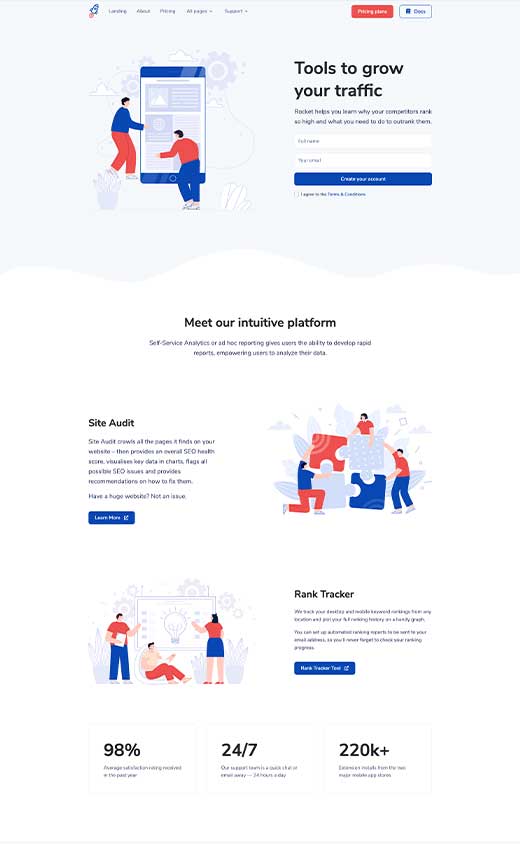 Landing About Pricing All pages Support Pricing plans Docs
Tools to grow
your traffic
Rocket helps you learn why your competitors rank
so high and what you need to do to outrank them.
Full name
Your email
Create your account
I agree to the Terms & Conditions
Meet our intuitive platform
Self-Service Analytics or ad hoc reporting gives users the ability to develop rapid
reports, empowering users to analyze their data.
Site Audit
Site Audit crawls all the pages it finds on your
website – then provides an overall SEO health
score, visualises key data in charts, flags all
possible SEO issues and provides
recommendations on how to fix them.
Have a huge website? Not an issue.
Learn More
Rank Tracker
We track your desktop and mobile keyword rankings from any
location and plot your full ranking history on a handy graph.
You can set up automated ranking reports to be sent to your
email address, so you'll never forget to check your ranking
progress.
Rank Tracker Tool
98%
Average satisfaction rating received
in the past year
24/7
Our support team is a quick chat or
email away — 24 hours a day
220k+
Extension installs from the two
major mobile app stores